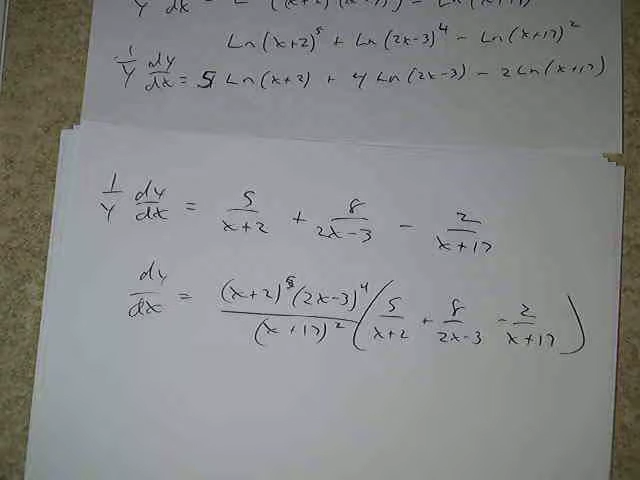 Ln(x+2)^5 + Ln(2x-3)^4 - Ln(x+17)^2
1/y dy/dx = 5 Ln(x+2) + 4 Ln(2x-3) - 2 Ln(x+17)
1/y dy/dx = 5/(x+2) + 8/(2x-3) - 2/(x+17)
dy/dx = (x+2)^5 (2x-3)^4/(x+17)^2 (5/(x+2) + 8/(2x-3) - 2/(x+17))